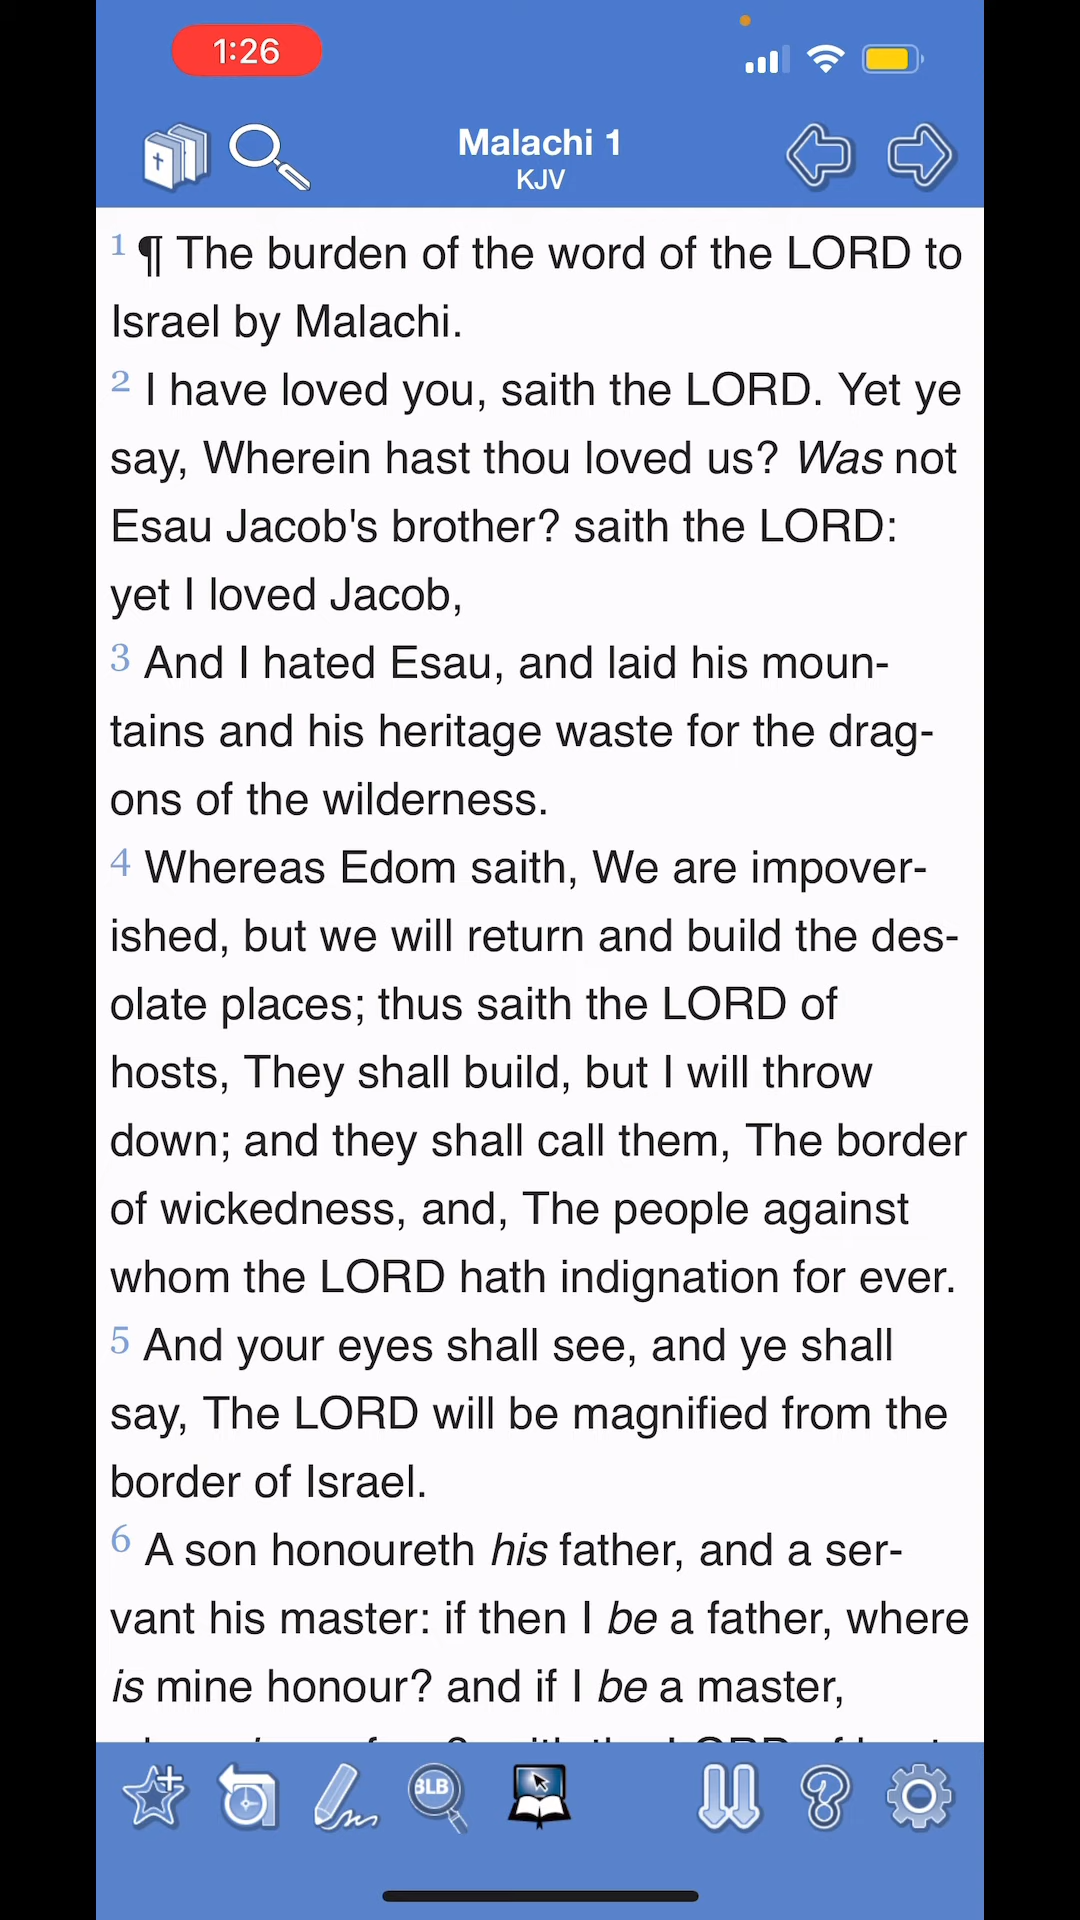 1:26
Malachi 1
KJV
1 ¶ The burden of the word of the LORD to
Israel by Malachi.
2 I have loved you, saith the LORD. Yet ye
say, Wherein hast thou loved us? Was not
Esau Jacob's brother? saith the LORD:
yet I loved Jacob,
3 And I hated Esau, and laid his moun-
tains and his heritage waste for the drag-
ons of the wilderness.
4 Whereas Edom saith, We are impover-
ished, but we will return and build the des-
olate places; thus saith the LORD of
hosts, They shall build, but I will throw
down; and they shall call them, The border
of wickedness, and, The people against
whom the LORD hath indignation for ever.
5 And your eyes shall see, and ye shall
say, The LORD will be magnified from the
border of Israel.
6 A son honoureth his father, and a ser-
vant his master: if then I be a father, where
is mine honour? and if I be a master,
BLB